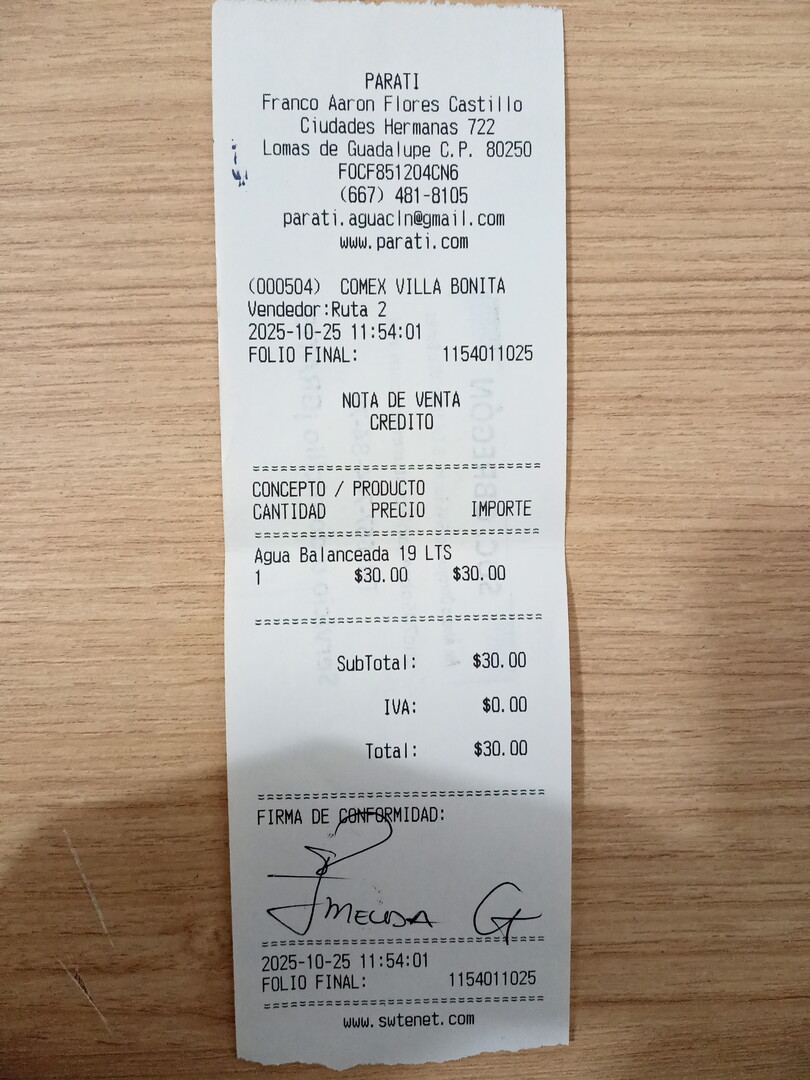 PARATI
Franco Aaron Flores Castillo
Ciudades Hermanas 722
Lomas de Guadalupe C.P. 80250
FOCF851204CN6
(667) 481-8105
parati.aguacln@gmail.com
www.parati.com
(000504) COMEX VILLA BONITA
Vendedor:Ruta 2
2025-10-25 11:54:01
FOLIO FINAL: 1154011025
NOTA DE VENTA
CREDITO
CONCEPTO / PRODUCTO
CANTIDAD PRECIO IMPORTE
Agua Balanceada 19 LTS
1 $30.00 $30.00
SubTotal: $30.00
IVA: $0.00
Total: $30.00
FIRMA DE CONFORMIDAD:
2025-10-25 11:54:01
FOLIO FINAL: 1154011025
www.swtenet.com